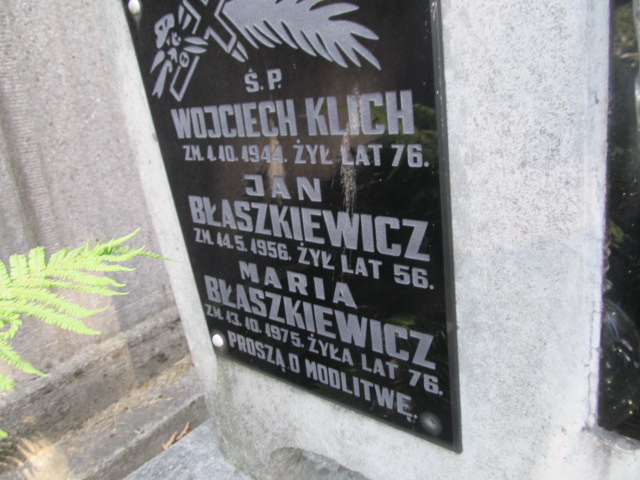 Ś.P.
WOJCIECH KLICH
ZM. 1.10.1944. ŻYŁ LAT 76.
JAN
BŁASZKIEWICZ
ZM. 14.5.1956. ŻYŁ LAT 56.
MARIA
BŁASZKIEWICZ
ZM. 13.10.1975. ŻYŁA LAT 76.
PROSZĄ O MODLITWĘ.